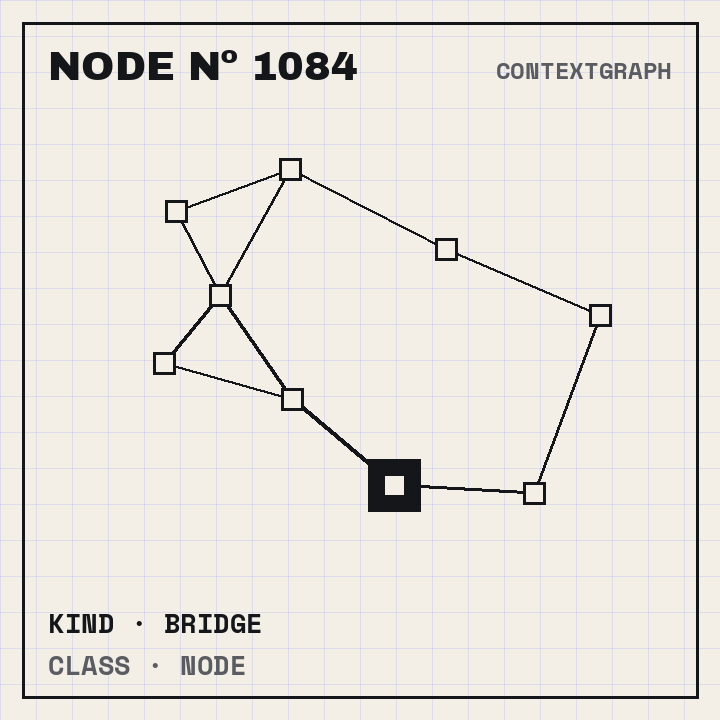 NODE Nº 1084
CONTEXTGRAPH
KIND · BRIDGE
CLASS · NODE